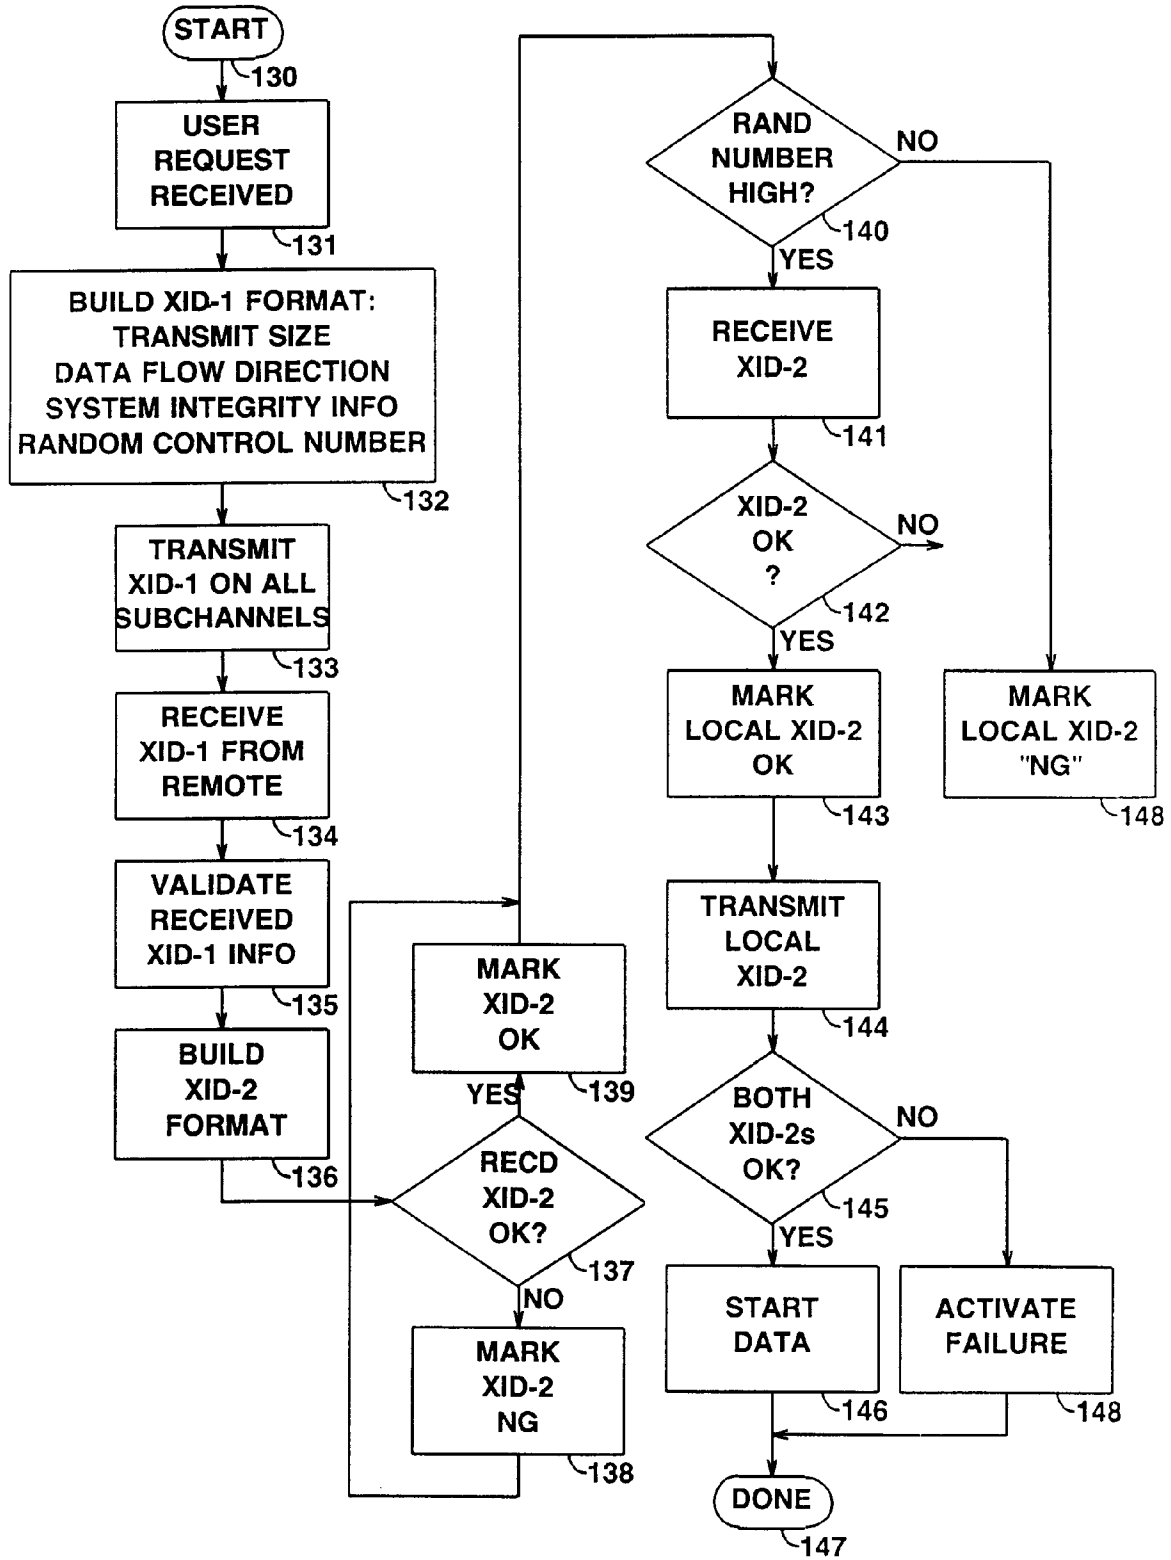 START
130
USER
REQUEST
RECEIVED
131
BUILD XID-1 FORMAT:
TRANSMIT SIZE
DATA FLOW DIRECTION
SYSTEM INTEGRITY INFO
RANDOM CONTROL NUMBER
132
TRANSMIT
XID-1 ON ALL
SUBCHANNELS
133
RECEIVE
XID-1 FROM
REMOTE
134
VALIDATE
RECEIVED
XID-1 INFO
135
BUILD
XID-2
FORMAT
136
RECD
XID-2
OK?
137
YES
NO
MARK
XID-2
NG
138
MARK
XID-2
OK
139
RAND
NUMBER
HIGH?
140
NO
YES
RECEIVE
XID-2
141
XID-2
OK
?
142
NO
YES
MARK
LOCAL XID-2
OK
143
MARK
LOCAL XID-2
"NG"
148
TRANSMIT
LOCAL
XID-2
144
BOTH
XID-2s
OK?
145
NO
YES
START
DATA
146
ACTIVATE
FAILURE
148
DONE
147